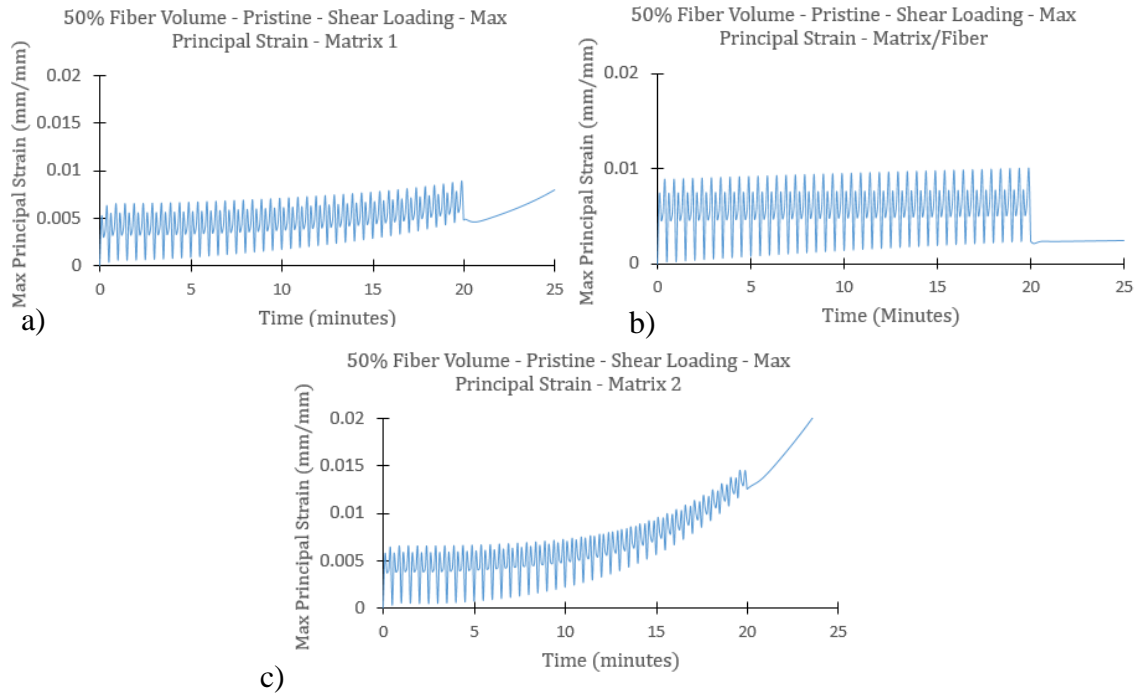 50% Fiber Volume - Pristine - Shear Loading - Max
Principal Strain - Matrix 1
Max Principal Strain (mm/mm)
0.02
0.015
0.01
0.005
0
0 5 10 15 20 25
Time (minutes)
a)
50% Fiber Volume - Pristine - Shear Loading - Max
Principal Strain - Matrix/Fiber
Max Principal Strain (mm/mm)
0.02
0.01
0
0 5 10 15 20 25
Time (Minutes)
b)
50% Fiber Volume - Pristine - Shear Loading - Max
Principal Strain - Matrix 2
Max Principal Strain (mm/mm)
0.02
0.015
0.01
0.005
0
0 5 10 15 20 25
Time (minutes)
c)